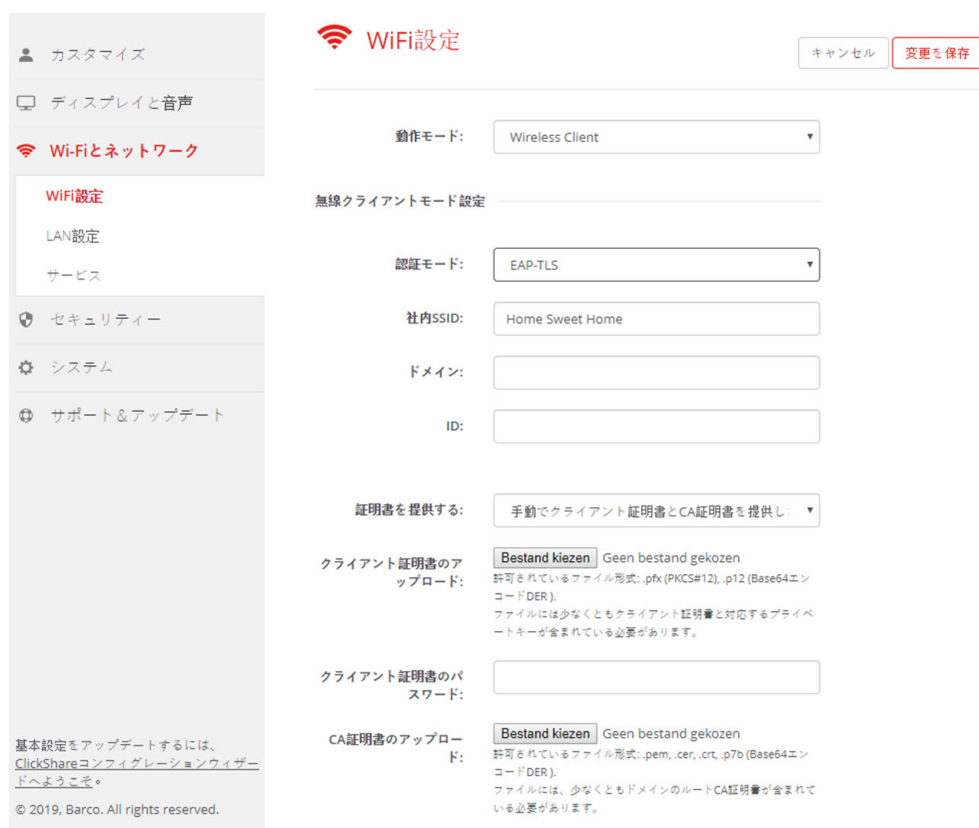 カスタマイズ
ディスプレイと音声
Wi-Fiとネットワーク
WiFi設定
LAN設定
サービス
セキュリティー
システム
サポート＆アップデート
基本設定をアップデートするには、
ClickShareコンフィグレーションウィザー
ドへようこそ。
© 2019, Barco. All rights reserved.
WiFi設定
キャンセル
変更を保存
動作モード:
Wireless Client
無線クライアントモード設定
認証モード:
EAP-TLS
社内SSID:
Home Sweet Home
ドメイン:
ID:
証明書を提供する:
手動でクライアント証明書とCA証明書を提供し
クライアント証明書のア
ップロード:
Bestand kiezen Geen bestand gekozen
許可されているファイル形式: .pfx (PKCS#12), .p12 (Base64エン
コードDER ).
ファイルには少なくともクライアント証明書と対応するプライベ
ートキーが含まれている必要があります。
クライアント証明書のパ
スワード:
CA証明書のアップロー
ド:
Bestand kiezen Geen bestand gekozen
許可されているファイル形式: .pem, .cer, .crt, .p7b (Base64エン
コードDER ).
ファイルには、少なくともドメインのルートCA証明書が含まれて
いる必要があります。